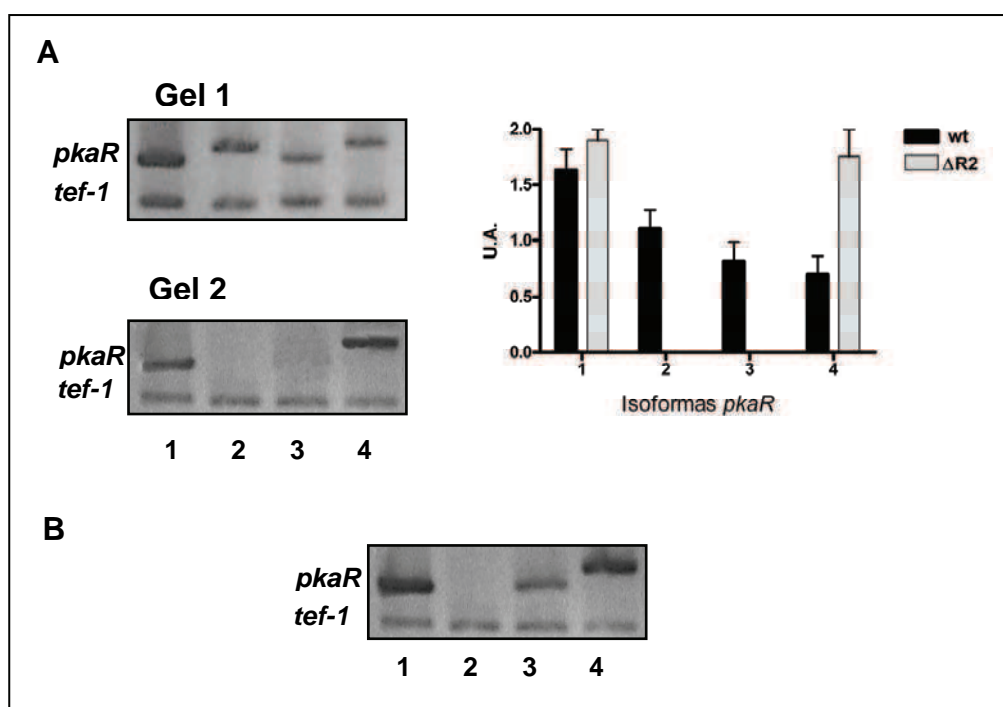 A
Gel 1
pkaR
tef-1
Gel 2
pkaR
tef-1
1 2 3 4
2.0
1.5
1.0
0.5
0.0
U.A.
1 2 3 4
Isoformas pkaR
wt
ΔR2
B
pkaR
tef-1
1 2 3 4